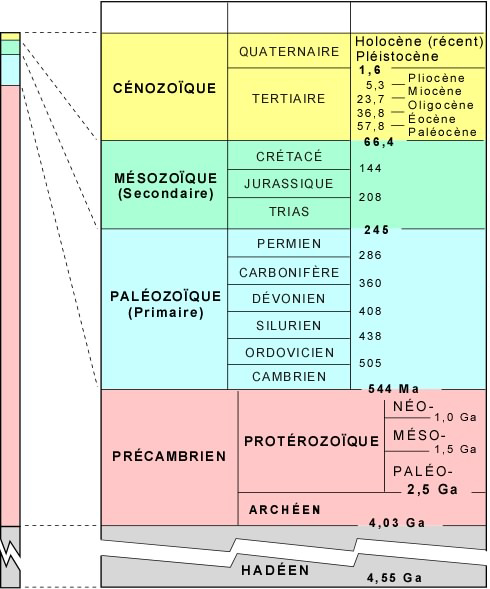 QUATERNAIRE
Holocène (récent)
Pléistocène
1,6
CÉNOZOÏQUE
TERTIAIRE
Pliocène
5,3
Miocène
23,7
Oligocène
36,8
Éocène
57,8
Paléocène
66,4
MÉSOZOÏQUE
(Secondaire)
CRÉTACÉ
144
JURASSIQUE
208
TRIAS
245
PALÉOZOÏQUE
(Primaire)
PERMIEN
286
CARBONIFÈRE
360
DÉVONIEN
408
SILURIEN
438
ORDOVICIEN
505
CAMBRIEN
544 Ma
PRÉCAMBRIEN
PROTÉROZOÏQUE
NÉO-
1,0 Ga
MÉSO-
1,5 Ga
PALÉO-
2,5 Ga
ARCHÉEN
4,03 Ga
HADÉEN
4,55 Ga